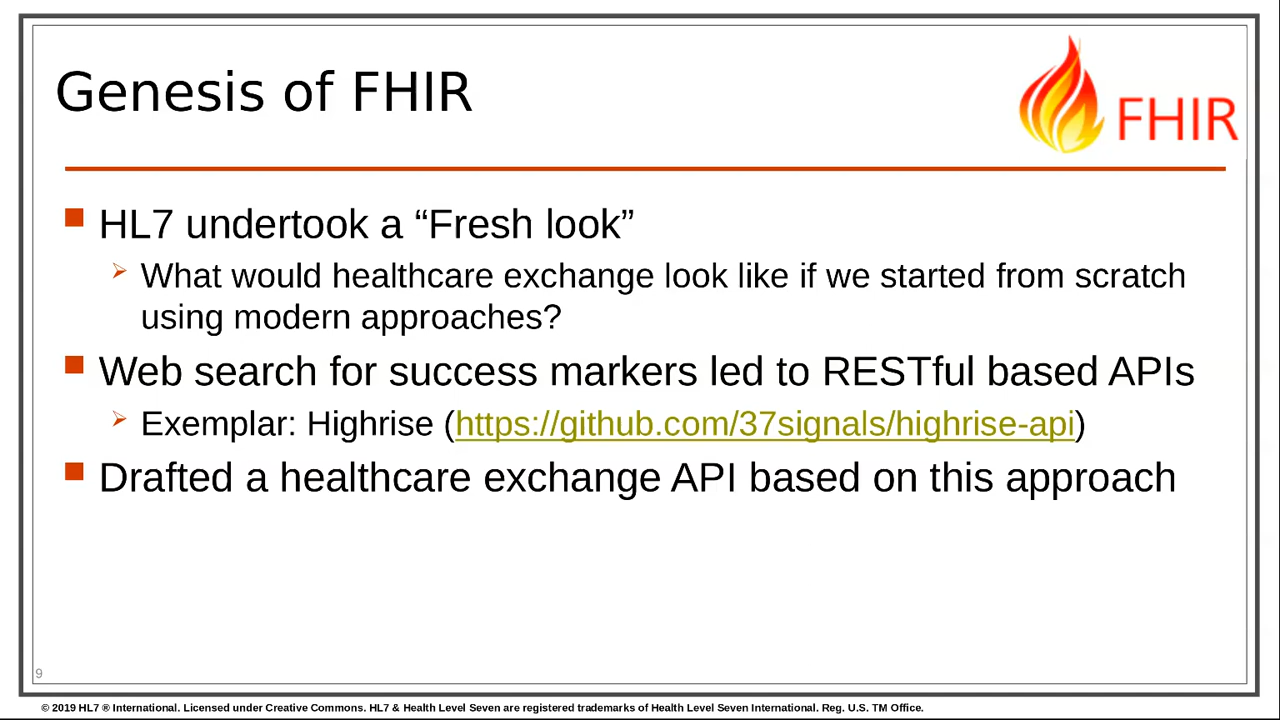 Genesis of FHIR
FHIR
HL7 undertook a “Fresh look”
What would healthcare exchange look like if we started from scratch
using modern approaches?
Web search for success markers led to RESTful based APIs
Exemplar: Highrise (https://github.com/37signals/highrise-api)
Drafted a healthcare exchange API based on this approach
9
© 2019 HL7 ® International. Licensed under Creative Commons. HL7 & Health Level Seven are registered trademarks of Health Level Seven International. Reg. U.S. TM Office.